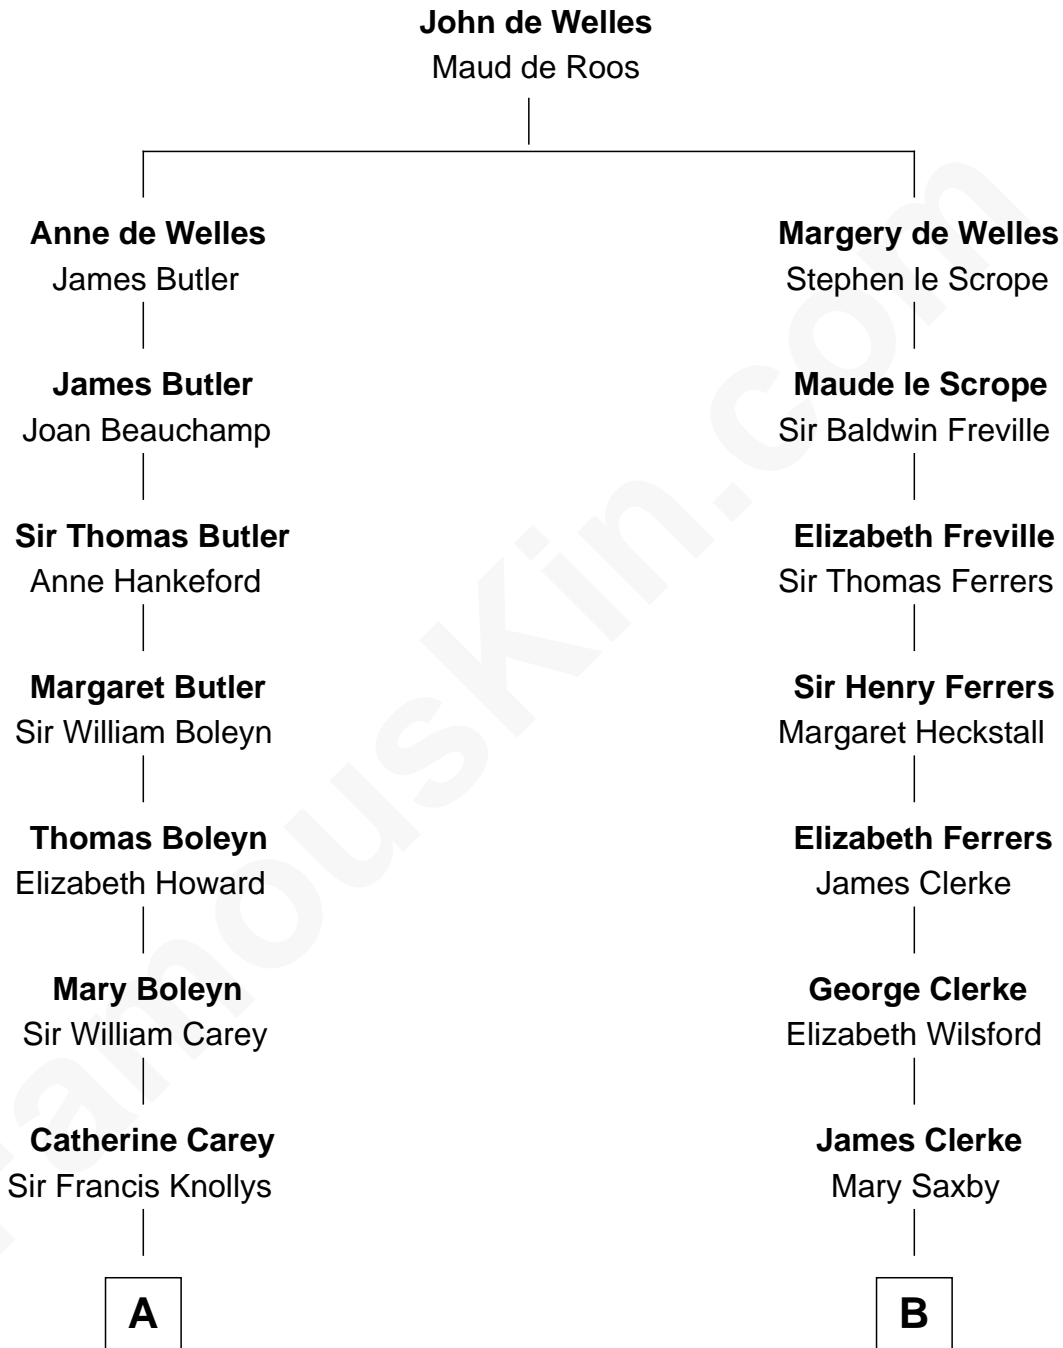 John de Welles
Maud de Roos
Anne de Welles
James Butler
Margery de Welles
Stephen le Scrope
James Butler
Joan Beauchamp
Maude le Scrope
Sir Baldwin Freville
Sir Thomas Butler
Anne Hankeford
Elizabeth Freville
Sir Thomas Ferrers
Margaret Butler
Sir William Boleyn
Sir Henry Ferrers
Margaret Heckstall
Thomas Boleyn
Elizabeth Howard
Elizabeth Ferrers
James Clerke
Mary Boleyn
Sir William Carey
George Clerke
Elizabeth Wilsford
Catherine Carey
Sir Francis Knollys
James Clerke
Mary Saxby
A
B
FamousKin.com